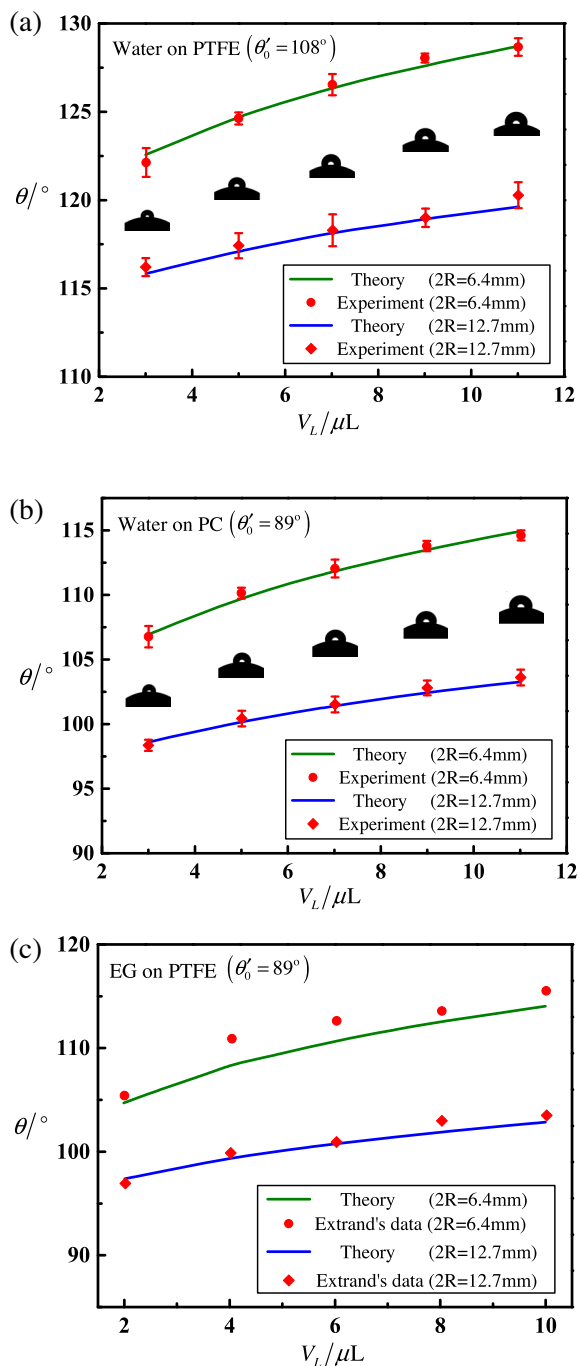 (a)
Water on PTFE (θ′₀ = 108°)
130
125
120
115
110
θ/°
Theory (2R=6.4mm)
Experiment (2R=6.4mm)
Theory (2R=12.7mm)
Experiment (2R=12.7mm)
2 4 6 8 10 12
V_L/μL
(b)
Water on PC (θ′₀ = 89°)
115
110
105
100
95
90
θ/°
Theory (2R=6.4mm)
Experiment (2R=6.4mm)
Theory (2R=12.7mm)
Experiment (2R=12.7mm)
2 4 6 8 10 12
V_L/μL
(c)
EG on PTFE (θ′₀ = 89°)
120
110
100
90
θ/°
Theory (2R=6.4mm)
Extrand's data (2R=6.4mm)
Theory (2R=12.7mm)
Extrand's data (2R=12.7mm)
2 4 6 8 10
V_L/μL